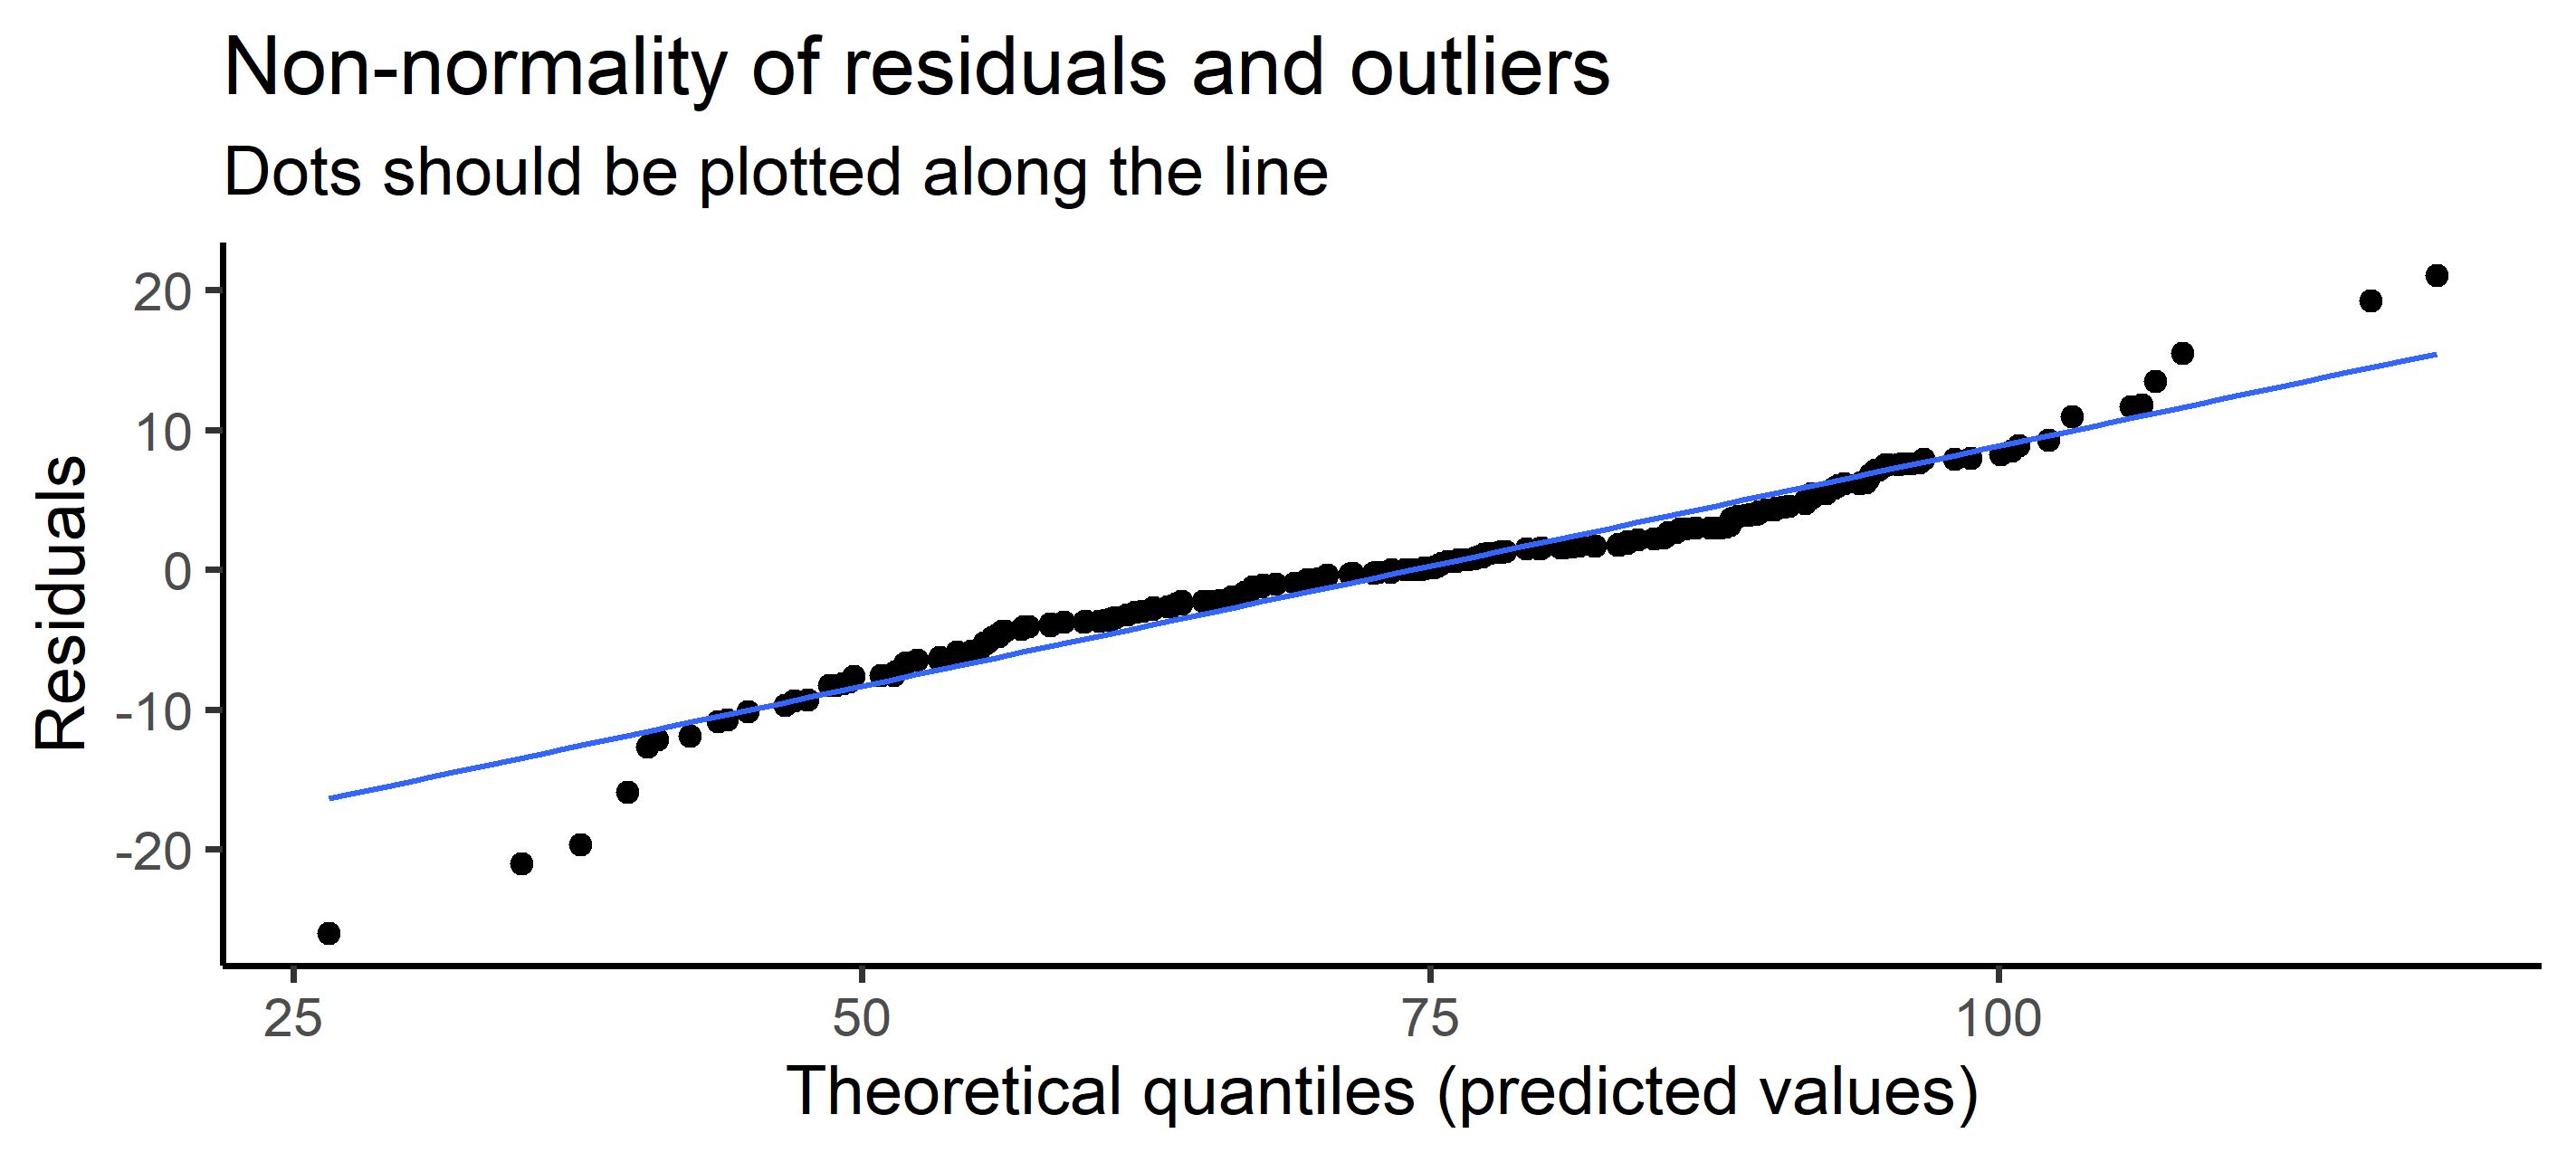 Non-normality of residuals and outliers
Dots should be plotted along the line
20
10
0
-10
-20
Residuals
25 50 75 100
Theoretical quantiles (predicted values)